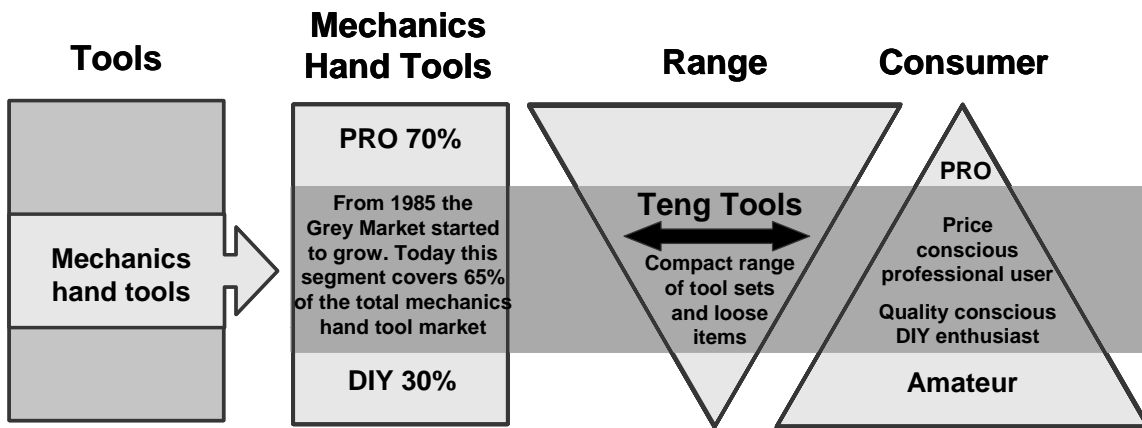 Tools
Mechanics
hand tools
Mechanics
Hand Tools
PRO 70%
From 1985 the
Grey Market started
to grow. Today this
segment covers 65%
of the total mechanics
hand tool market
DIY 30%
Range
Teng Tools
Compact range
of tool sets
and loose
items
Consumer
PRO
Price
conscious
professional user
Quality conscious
DIY enthusiast
Amateur